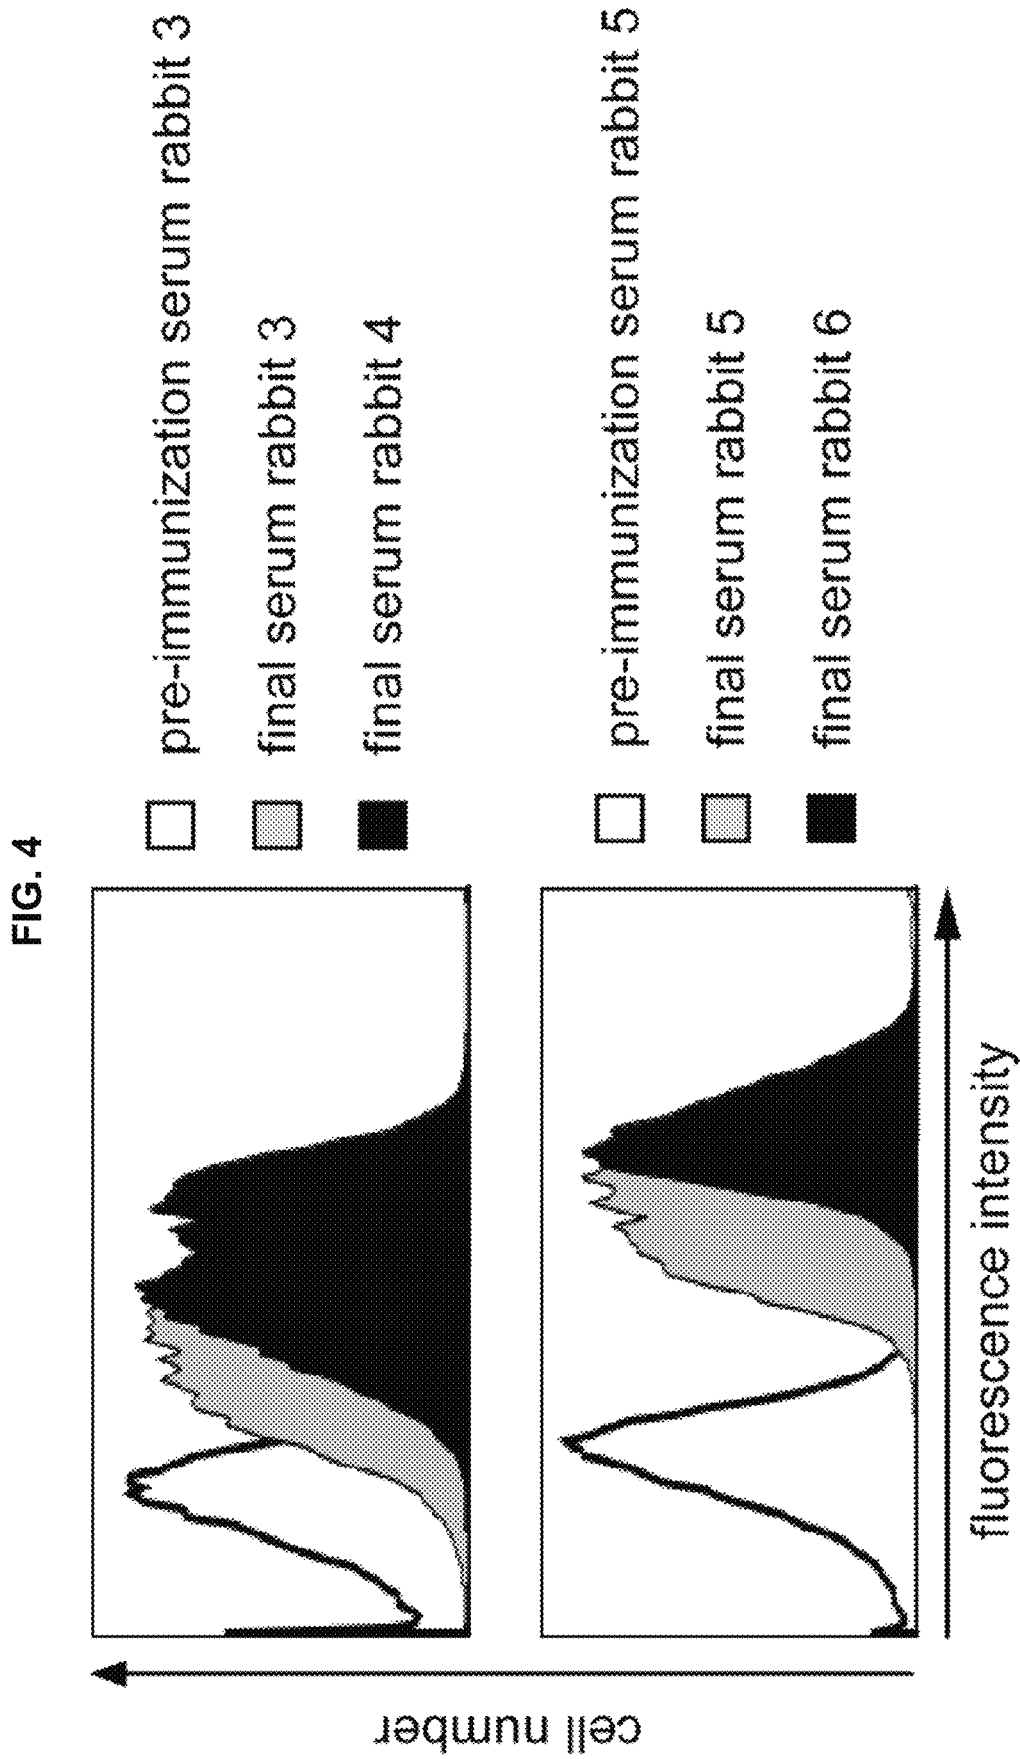 FIG. 4
pre-immunization serum rabbit 3
final serum rabbit 3
final serum rabbit 4
pre-immunization serum rabbit 5
final serum rabbit 5
final serum rabbit 6
cell number
fluorescence intensity